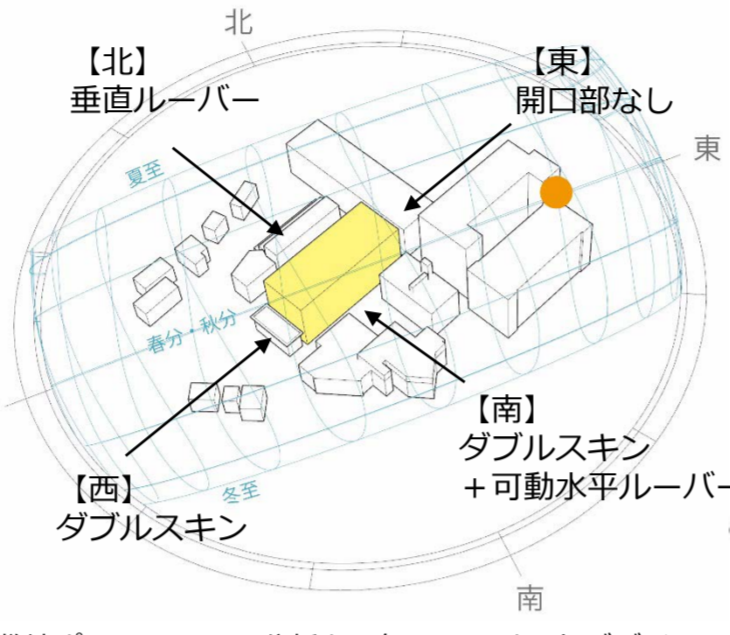 北
【北】
垂直ルーバー
【東】
開口部なし
東
夏至
春分・秋分
【南】
ダブルスキン
＋可動水平ルーバー
【西】
ダブルスキン
冬至
南